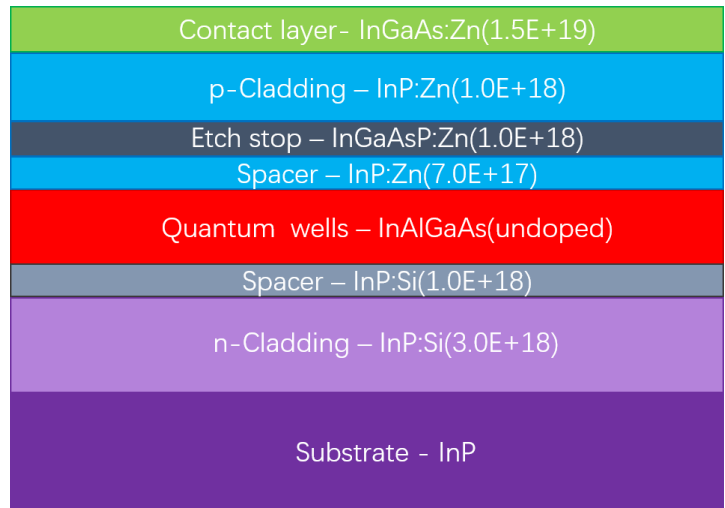 Contact layer- InGaAs:Zn(1.5E+19)
p-Cladding – InP:Zn(1.0E+18)
Etch stop – InGaAsP:Zn(1.0E+18)
Spacer – InP:Zn(7.0E+17)
Quantum wells – InAlGaAs(undoped)
Spacer – InP:Si(1.0E+18)
n-Cladding – InP:Si(3.0E+18)
Substrate - InP